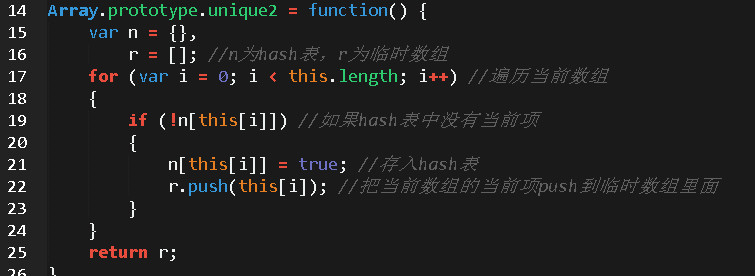 14 Array.prototype.unique2 = function() {
15 var n = {},
16 r = []; //n为hash表，r为临时数组
17 for (var i = 0; i < this.length; i++) //遍历当前数组
18 {
19 if (!n[this[i]]) //如果hash表中没有当前项
20 {
21 n[this[i]] = true; //存入hash表
22 r.push(this[i]); //把当前数组的当前项push到临时数组里面
23 }
24 }
25 return r;
26 }